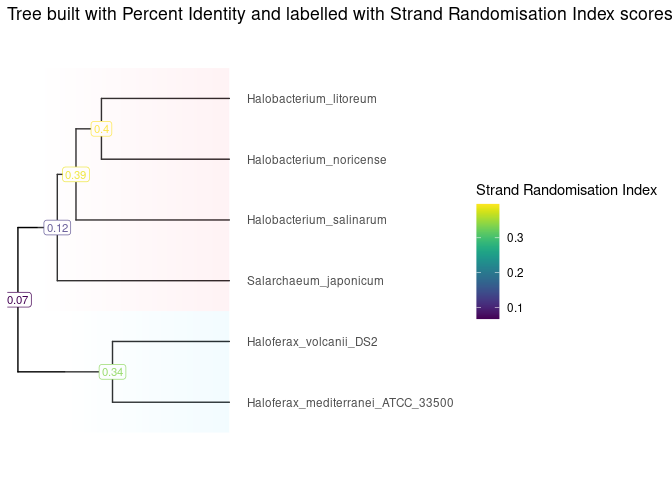 Tree built with Percent Identity and labelled with Strand Randomisation Index scores
Halobacterium_litoreum
0.4
Halobacterium_noricense
0.39
Halobacterium_salinarum
0.12
Salarchaeum_japonicum
0.07
Haloferax_volcanii_DS2
0.34
Haloferax_mediterranei_ATCC_33500
Strand Randomisation Index
0.3
0.2
0.1